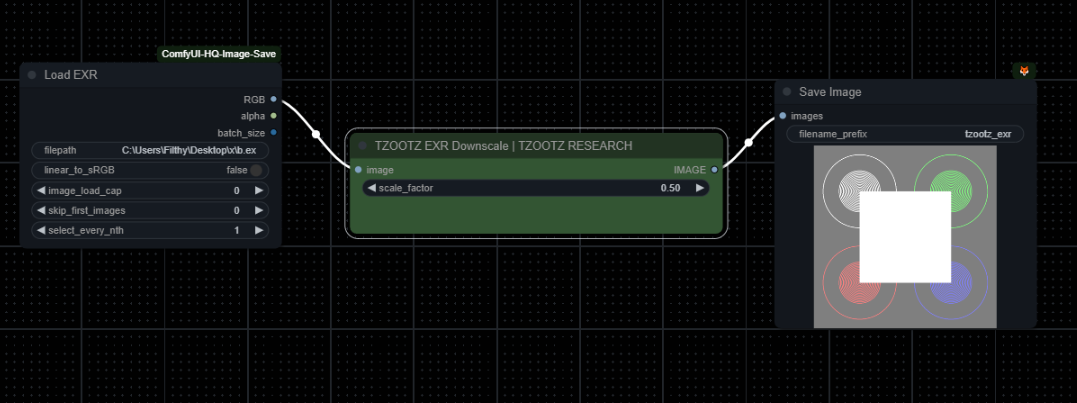 ComfyUI-HQ-Image-Save
Load EXR
RGB
alpha
batch_size
filepath C:\Users\Filthy\Desktop\x\b.ex
linear_to_sRGB false
image_load_cap 0
skip_first_images 0
select_every_nth 1
TZOOTZ EXR Downscale | TZOOTZ RESEARCH
image IMAGE
scale_factor 0.50
Save Image
images
filename_prefix tzootz_exr